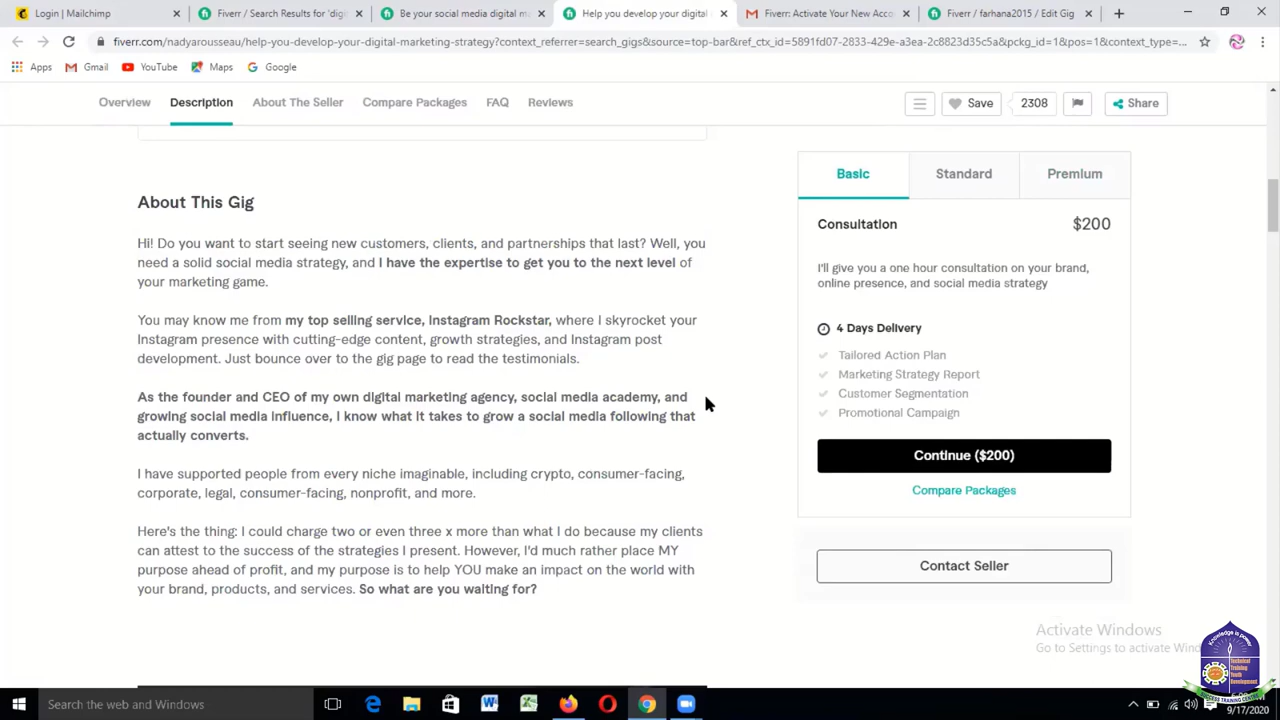 Login | Mailchimp
Fiverr / Search Results for 'digi
Be your social media digital m
Help you develop your digital
Fiverr: Activate Your New Acco
Fiverr / farhana2015 / Edit Gig
fiverr.com/nadyarousseau/help-you-develop-your-digital-marketing-strategy?context_referrer=search_gigs&source=top-bar&ref_ctx_id=5891fd07-2833-429e-a3ea-2c8823d35c5a&pckg_id=1&pos=1&context_type=...
Apps
Gmail
YouTube
Maps
Google
Overview
Description
About The Seller
Compare Packages
FAQ
Reviews
Save
2308
Share
About This Gig
Hi! Do you want to start seeing new customers, clients, and partnerships that last? Well, you
need a solid social media strategy, and I have the expertise to get you to the next level of
your marketing game.
You may know me from my top selling service, Instagram Rockstar, where I skyrocket your
Instagram presence with cutting-edge content, growth strategies, and Instagram post
development. Just bounce over to the gig page to read the testimonials.
As the founder and CEO of my own digital marketing agency, social media academy, and
growing social media influence, I know what it takes to grow a social media following that
actually converts.
I have supported people from every niche imaginable, including crypto, consumer-facing,
corporate, legal, consumer-facing, nonprofit, and more.
Here's the thing: I could charge two or even three x more than what I do because my clients
can attest to the success of the strategies I present. However, I'd much rather place MY
purpose ahead of profit, and my purpose is to help YOU make an impact on the world with
your brand, products, and services. So what are you waiting for?
Basic
Standard
Premium
Consultation
$200
I'll give you a one hour consultation on your brand,
online presence, and social media strategy
4 Days Delivery
Tailored Action Plan
Marketing Strategy Report
Customer Segmentation
Promotional Campaign
Continue ($200)
Compare Packages
Contact Seller
Activate Windows
Go to Settings to activate Win
Knowledge is power
Technical
Training
Youth
Development
Search the web and Windows
9/17/2020